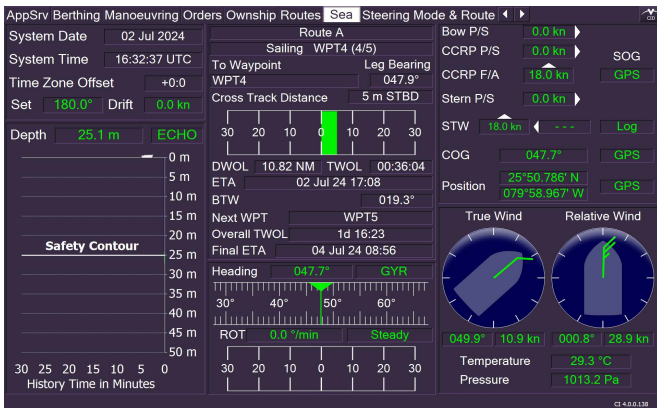 AppSrv Berthing Manoeuvring Orders Ownship Routes Sea Steering Mode & Route
System Date 02 Jul 2024
System Time 16:32:37 UTC
Time Zone Offset +0:0
Set 180.0° Drift 0.0 kn
Depth 25.1 m ECHO
0 m
5 m
10 m
15 m
20 m
Safety Contour
25 m
30 m
35 m
40 m
45 m
50 m
30 25 20 15 10 5 0
History Time in Minutes
Route A
Sailing WPT4 (4/5)
To Waypoint Leg Bearing
WPT4 047.9°
Cross Track Distance 5 m STBD
30 20 10 0 10 20 30
DWOL 10.82 NM TWOL 00:36:04
ETA 02 Jul 24 17:08
BTW 019.3°
Next WPT WPT5
Overall TWOL 1d 16:23
Final ETA 04 Jul 24 08:56
Heading 047.7° GYR
30° 40° 50° 60°
ROT 0.0 °/min Steady
30 20 10 0 10 20 30
Bow P/S 0.0 kn
CCRP P/S 0.0 kn SOG
CCRP F/A 18.0 kn GPS
Stern P/S 0.0 kn
STW 18.0 kn - - - Log
COG 047.7° GPS
Position 25°50.786' N GPS
079°58.967' W
True Wind Relative Wind
049.9° 10.9 kn 000.8° 28.9 kn
Temperature 29.3 °C
Pressure 1013.2 Pa
CI 4.0.0.138